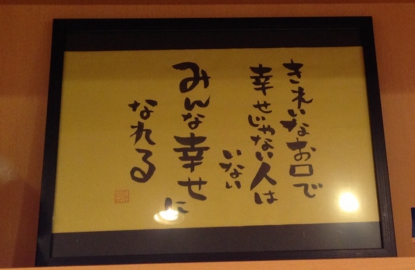 きれいなお口で
幸せじゃない人は
いない
みんな幸せに
なれる